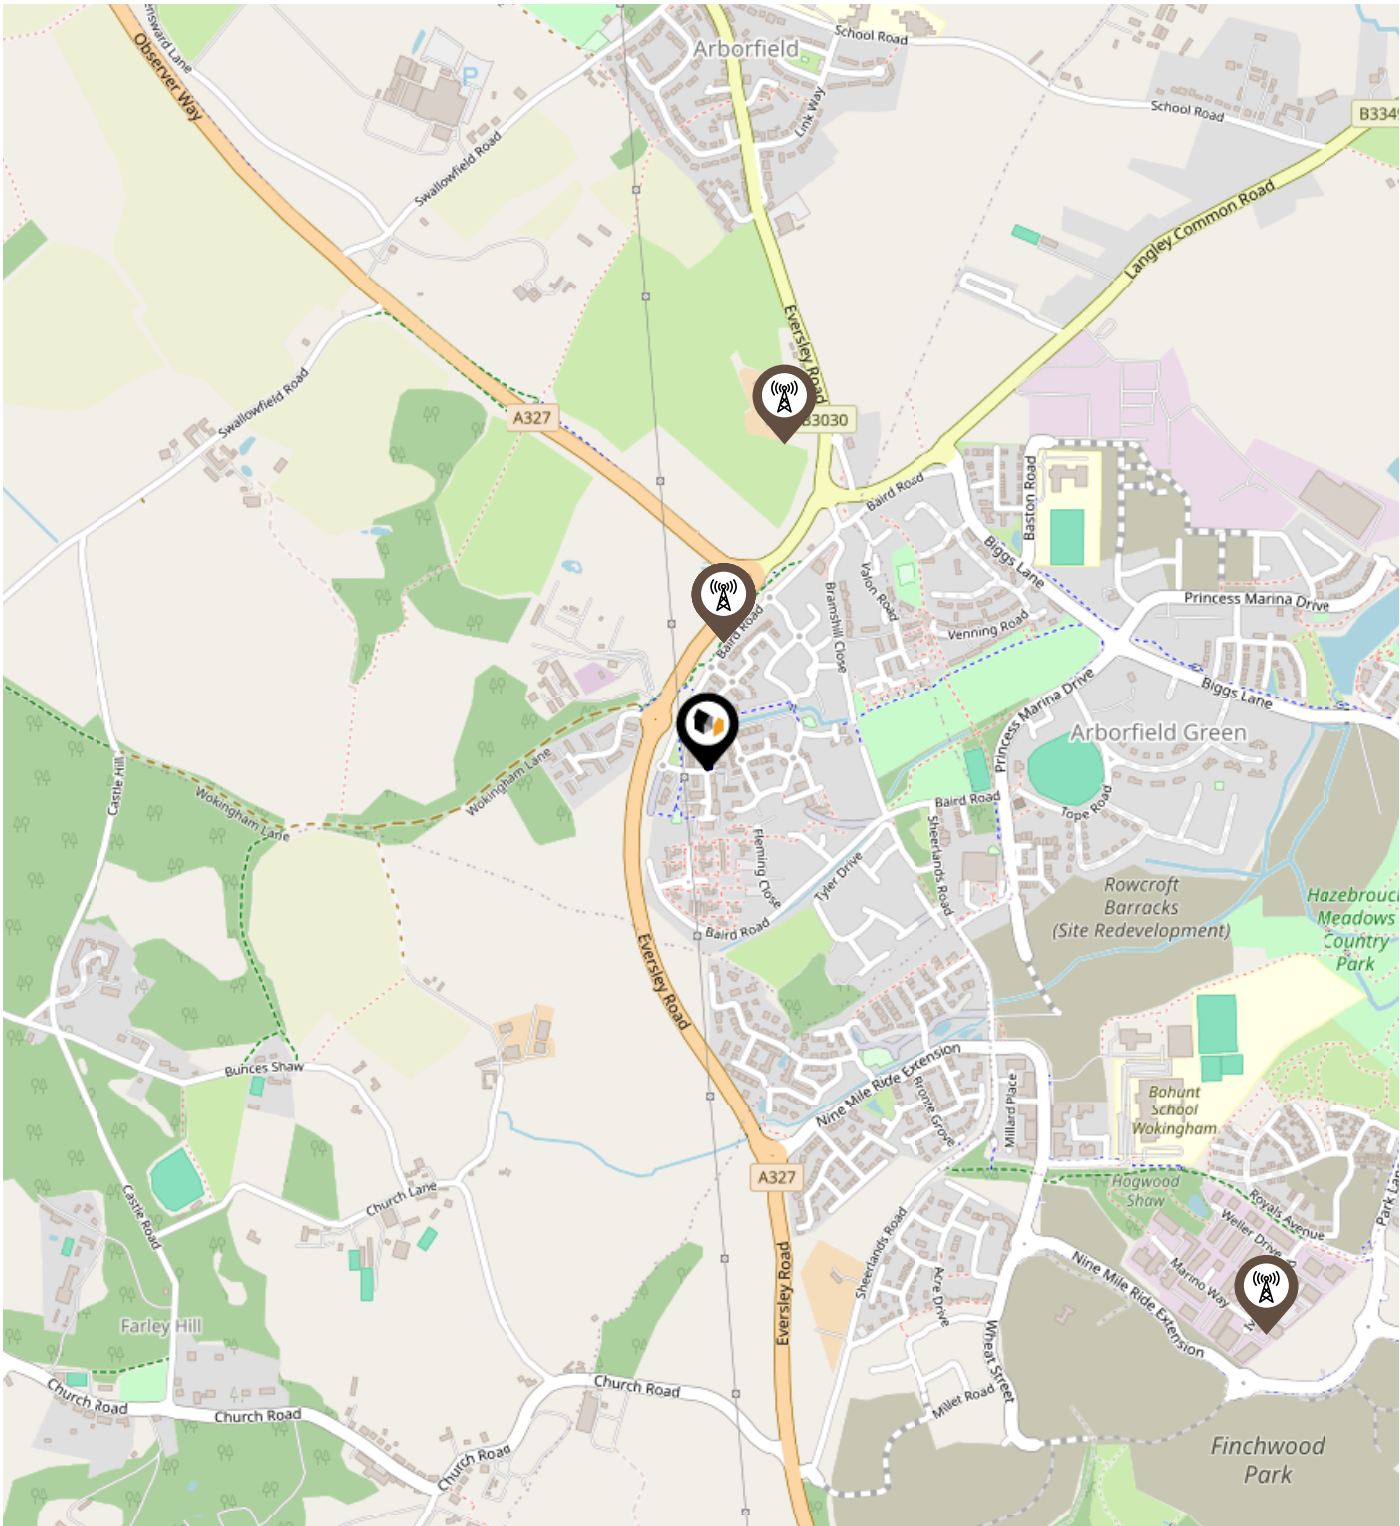 Observer Way
Arborfield
School Road
Link Way
School Road
Swallowfield Road
Langley Common Road
P
Eversley Road
B3030
A327
Swallowfield Road
Baird Road
Baston Road
Biggs Lane
Princess Marina Drive
Valon Road
Bramshill Close
Venning Road
Baird Road
Biggs Lane
Princess Marina Drive
Arborfield Green
Castle Hill
Wokingham Lane
Wokingham Lane
Baird Road
Tope Road
Sheerlands Road
Fleming Close
Tyler Drive
Baird Road
Rowcroft
Barracks
(Site Redevelopment)
Meadows
Country
Park
Eversley Road
Bunces Shaw
Nine Mile Ride Extension
Bronte Grove
Millard Place
Bohunt
School
Wokingham
A327
Hogwood
Shaw
Church Lane
Castle Road
Royals Avenue
Weller Drive
Marino Way
Nine Mile Ride Extension
Sheerlands Road
Acre Drive
Eversley Road
Wheat Street
Millet Road
Farley Hill
Church Road
Church Road
Church Road
Church Road
Finchwood
Park